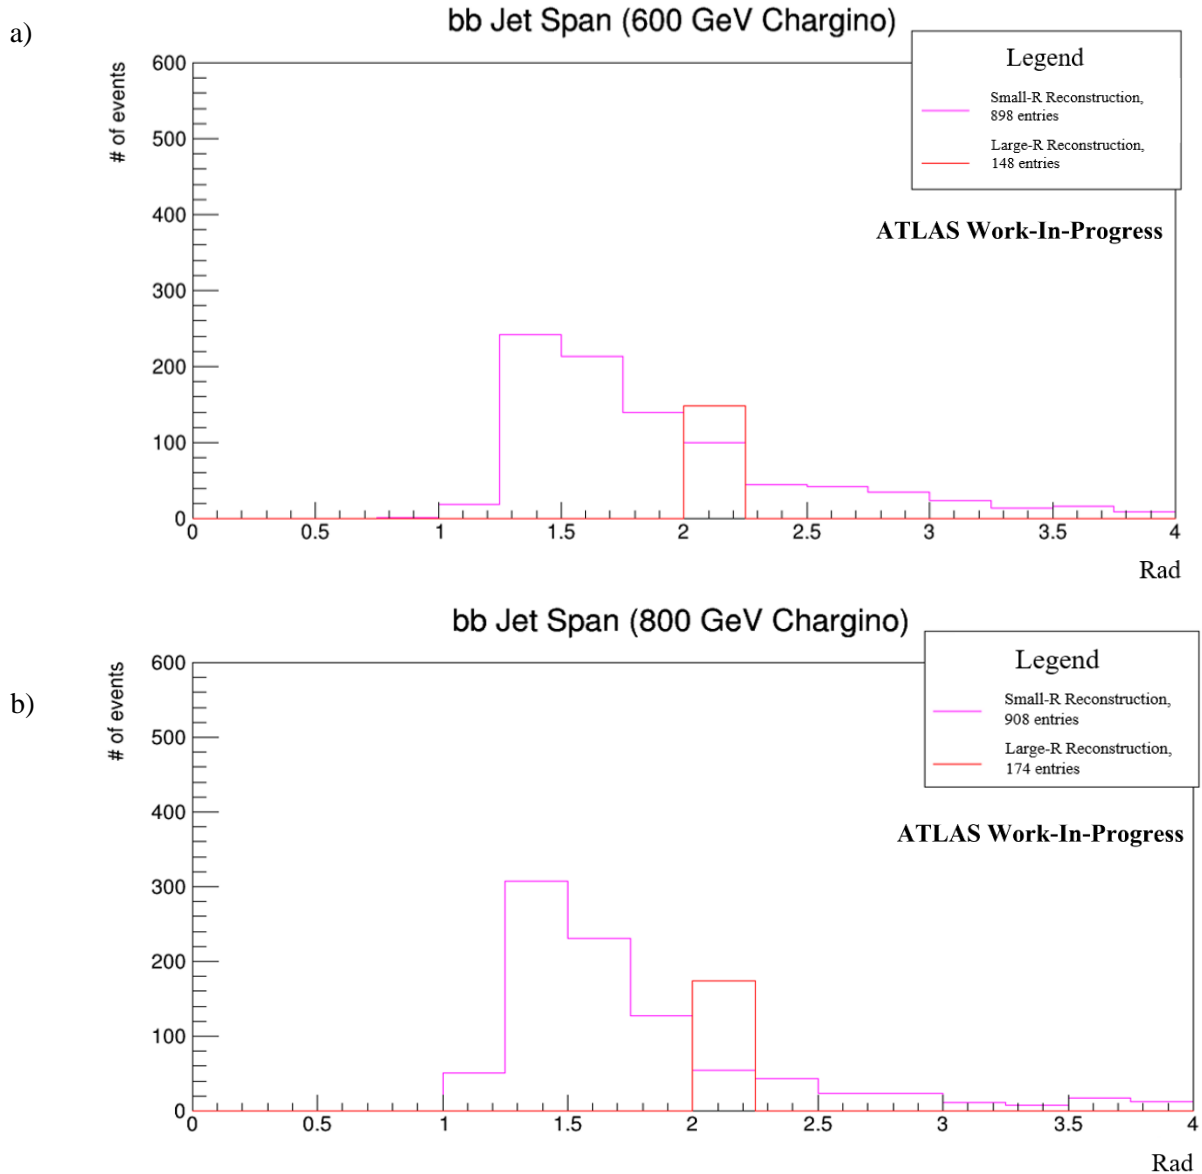 a)
bb Jet Span (600 GeV Chargino)
# of events
Legend
Small-R Reconstruction,
898 entries
Large-R Reconstruction,
148 entries
ATLAS Work-In-Progress
600
500
400
300
200
100
0
0 0.5 1 1.5 2 2.5 3 3.5 4
Rad
b)
bb Jet Span (800 GeV Chargino)
# of events
Legend
Small-R Reconstruction,
908 entries
Large-R Reconstruction,
174 entries
ATLAS Work-In-Progress
600
500
400
300
200
100
0
0 0.5 1 1.5 2 2.5 3 3.5 4
Rad